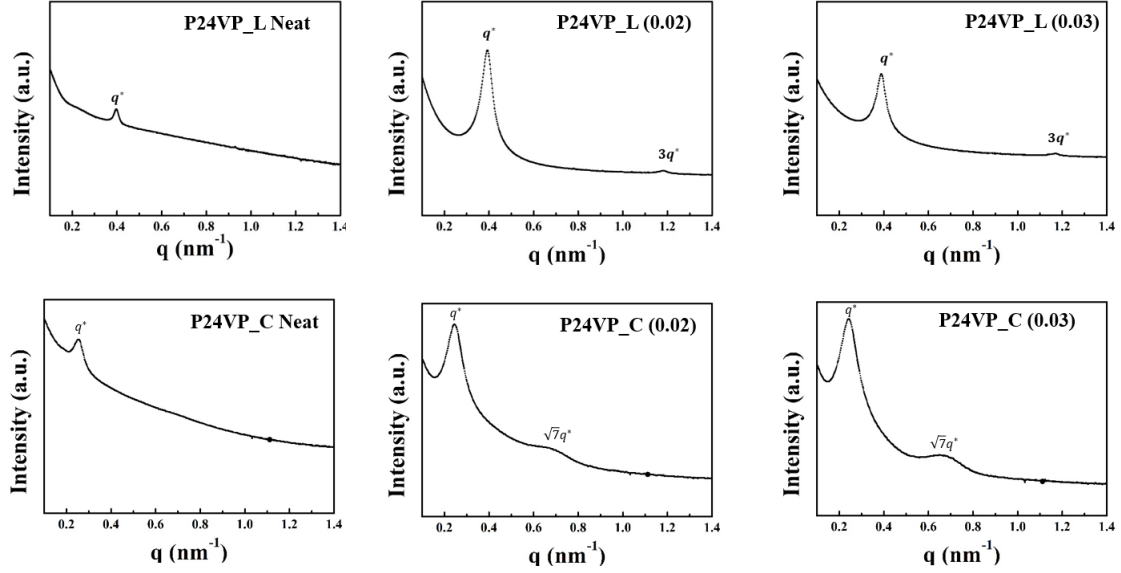 P24VP_L Neat
q*
Intensity (a.u.)
0.2 0.4 0.6 0.8 1.0 1.2 1.4
q (nm⁻¹)
P24VP_L (0.02)
q*
3q*
Intensity (a.u.)
0.2 0.4 0.6 0.8 1.0 1.2 1.4
q (nm⁻¹)
P24VP_L (0.03)
q*
3q*
Intensity (a.u.)
0.2 0.4 0.6 0.8 1.0 1.2 1.4
q (nm⁻¹)
P24VP_C Neat
q*
Intensity (a.u.)
0.2 0.4 0.6 0.8 1.0 1.2 1.4
q (nm⁻¹)
P24VP_C (0.02)
q*
√7q*
Intensity (a.u.)
0.2 0.4 0.6 0.8 1.0 1.2 1.4
q (nm⁻¹)
P24VP_C (0.03)
q*
√7q*
Intensity (a.u.)
0.2 0.4 0.6 0.8 1.0 1.2 1.4
q (nm⁻¹)